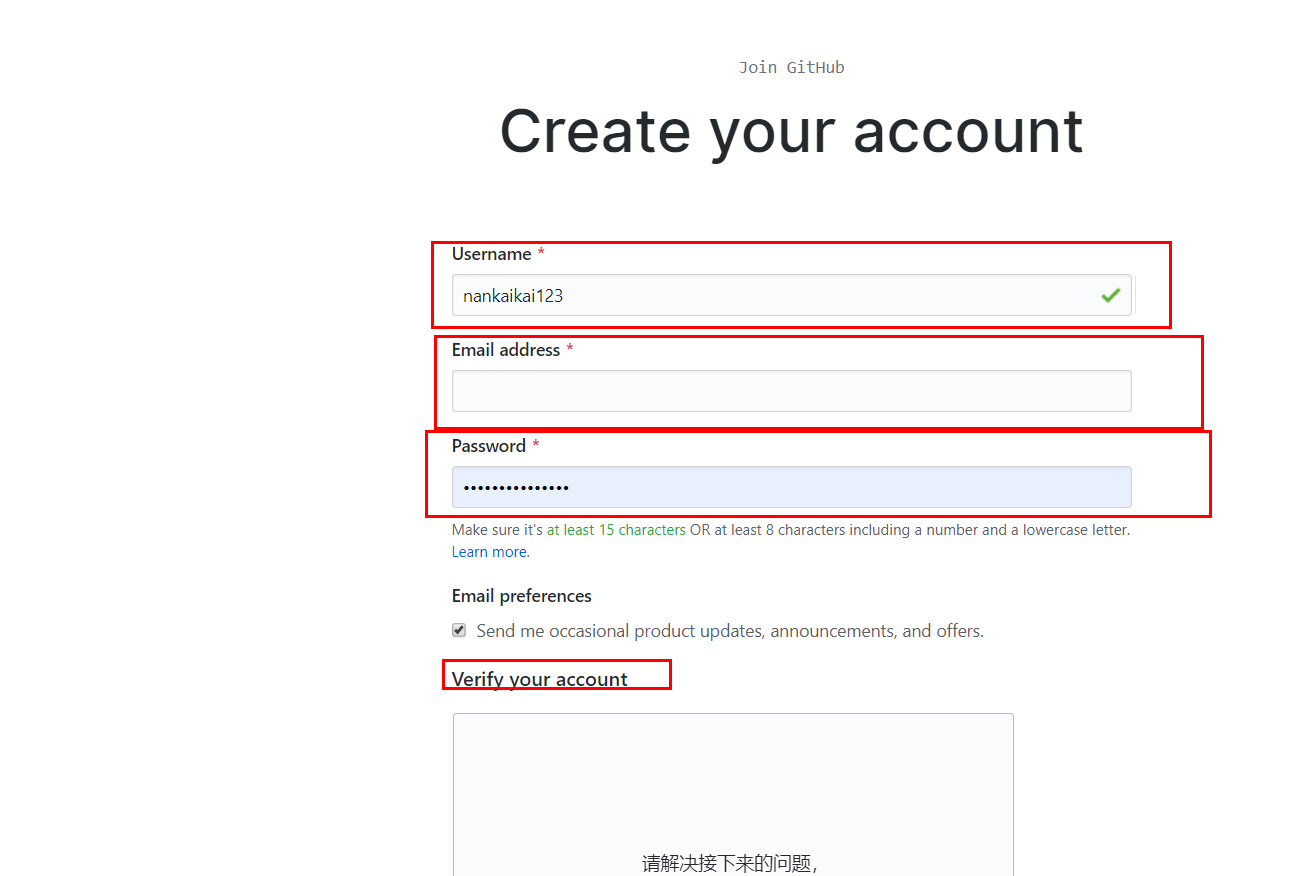 Join GitHub
Create your account
Username *
nankaikai123
Email address *
Password *
•••••••••••••••
Make sure it's at least 15 characters OR at least 8 characters including a number and a lowercase letter.
Learn more.
Email preferences
Send me occasional product updates, announcements, and offers.
Verify your account
请解决接下来的问题，